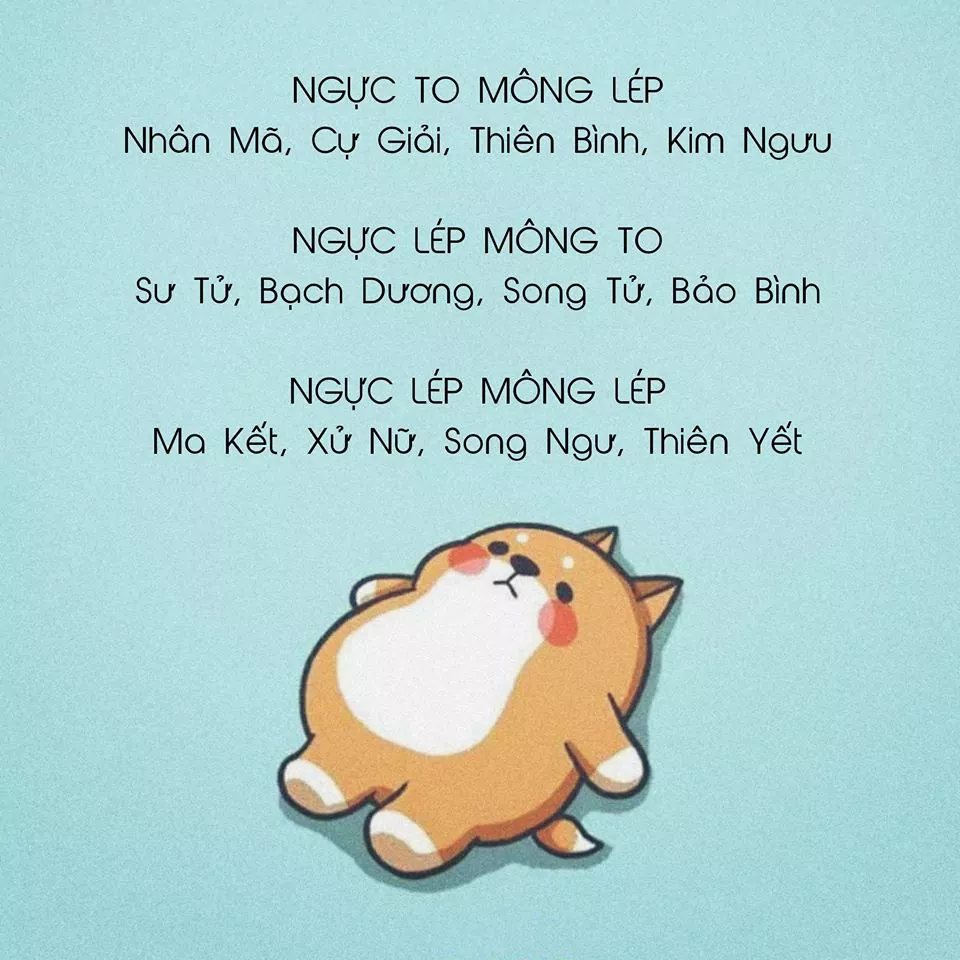 NGỰC TO MÔNG LÉP
Nhân Mã, Cự Giải, Thiên Bình, Kim Ngưu
NGỰC LÉP MÔNG TO
Sư Tử, Bạch Dương, Song Tử, Bảo Bình
NGỰC LÉP MÔNG LÉP
Ma Kết, Xử Nữ, Song Ngư, Thiên Yết